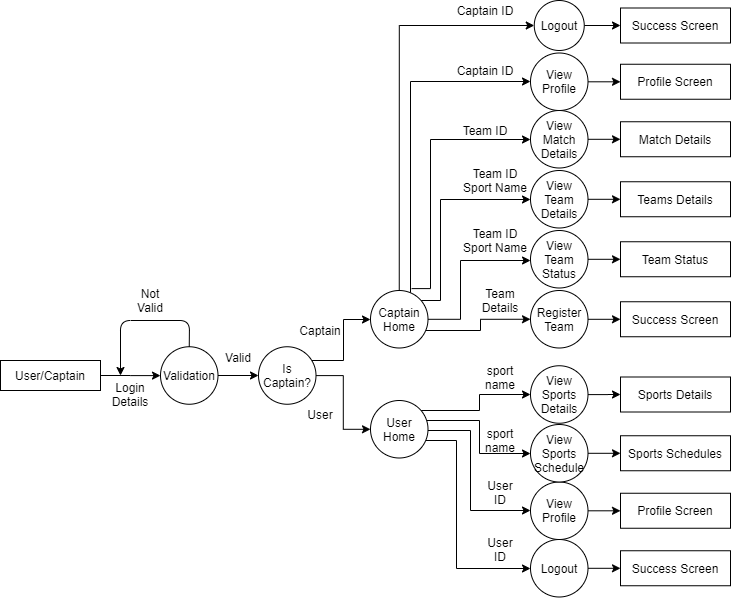 Captain ID
Logout
Success Screen
Captain ID
View
Profile
Profile Screen
Team ID
View
Match
Details
Match Details
Team ID
Sport Name
View
Team
Details
Teams Details
Team ID
Sport Name
View
Team
Status
Team Status
Team
Details
Register
Team
Success Screen
Captain
Home
Captain
Not
Valid
User/Captain
Login
Details
Validation
Valid
Is
Captain?
User
User
Home
sport
name
View
Sports
Details
Sports Details
sport
name
View
Sports
Schedule
Sports Schedules
User
ID
View
Profile
Profile Screen
User
ID
Logout
Success Screen